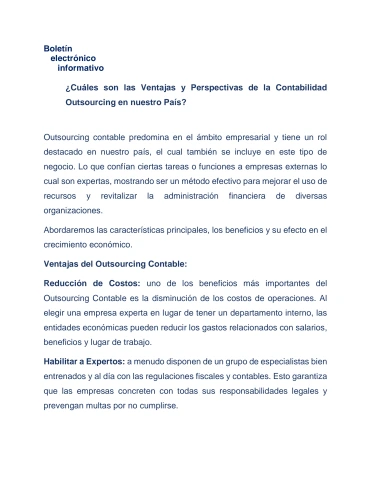 Boletín
electrónico
informativo
¿Cuáles son las Ventajas y Perspectivas de la Contabilidad
Outsourcing en nuestro País?
Outsourcing contable predomina en el ámbito empresarial y tiene un rol
destacado en nuestro país, el cual también se incluye en este tipo de
negocio. Lo que confían ciertas tareas o funciones a empresas externas lo
cual son expertas, mostrando ser un método efectivo para mejorar el uso de
recursos y revitalizar la administración financiera de diversas
organizaciones.
Abordaremos las características principales, los beneficios y su efecto en el
crecimiento económico.
Ventajas del Outsourcing Contable:
Reducción de Costos: uno de los beneficios más importantes del
Outsourcing Contable es la disminución de los costos de operaciones. Al
elegir una empresa experta en lugar de tener un departamento interno, las
entidades económicas pueden reducir los gastos relacionados con salarios,
beneficios y lugar de trabajo.
Habilitar a Expertos: a menudo disponen de un grupo de especialistas bien
entrenados y al día con las regulaciones fiscales y contables. Esto garantiza
que las empresas concreten con todas sus responsabilidades legales y
prevengan multas por no cumplirse.